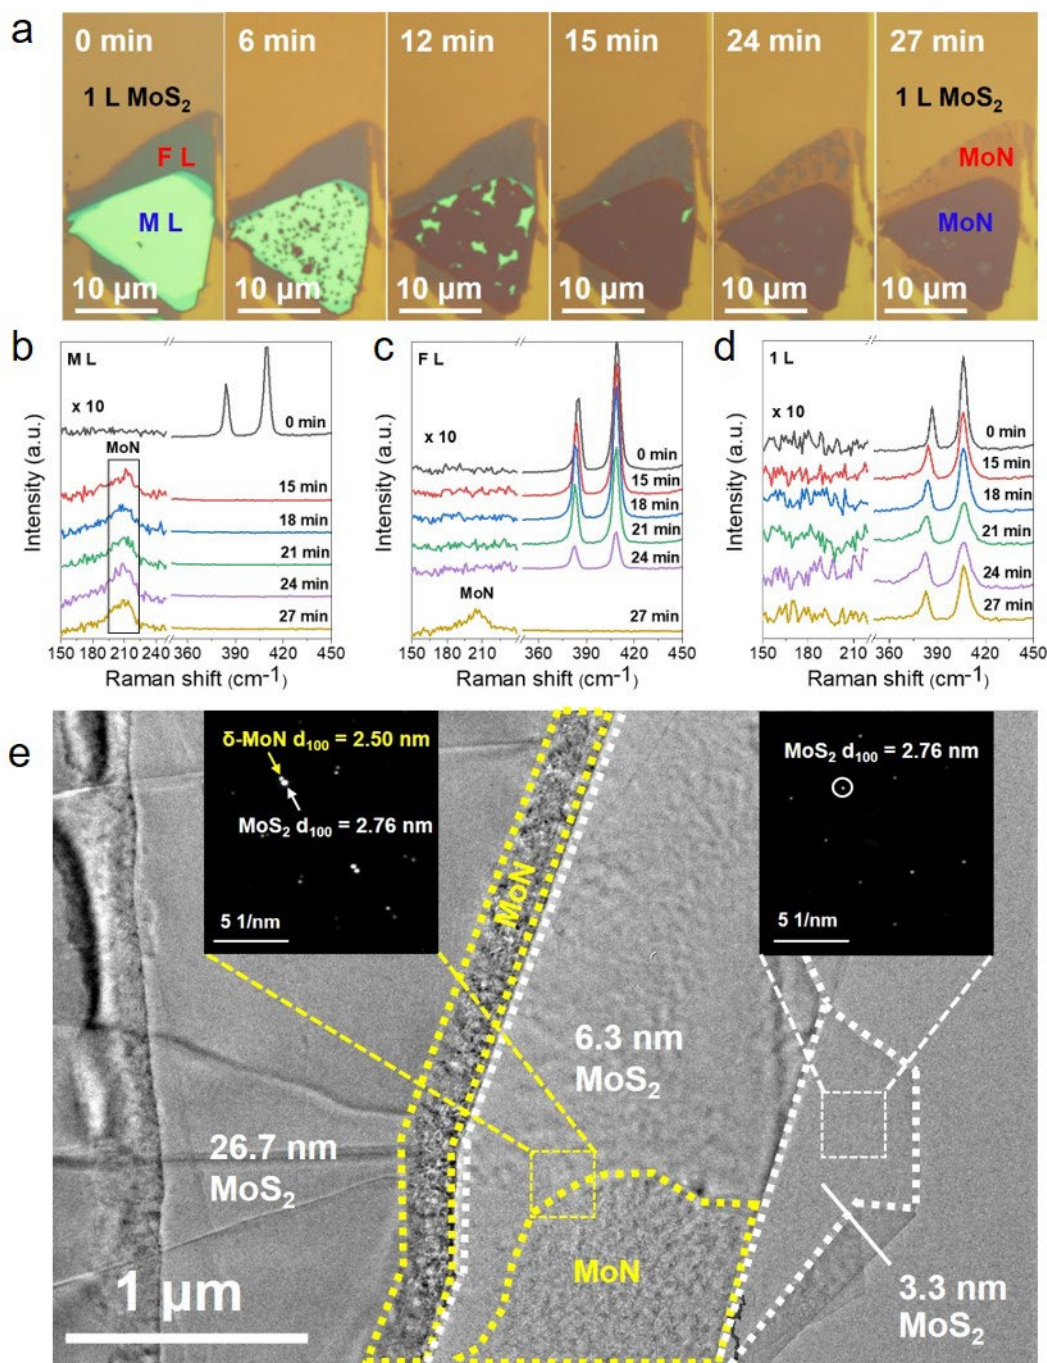 a
0 min
6 min
12 min
15 min
24 min
27 min
1 L MoS₂
1 L MoS₂
F L
MoN
M L
MoN
10 µm
10 µm
10 µm
10 µm
10 µm
10 µm
b
M L
x 10
0 min
MoN
15 min
18 min
21 min
24 min
27 min
Intensity (a.u.)
150 180 210 240 360 390 420 450
Raman shift (cm⁻¹)
c
F L
x 10
0 min
15 min
18 min
21 min
24 min
MoN
27 min
Intensity (a.u.)
150 180 210 360 390 420 450
Raman shift (cm⁻¹)
d
1 L
x 10
0 min
15 min
18 min
21 min
24 min
27 min
Intensity (a.u.)
150 180 210 360 390 420 450
Raman shift (cm⁻¹)
e
δ-MoN d₁₀₀ = 2.50 nm
MoS₂ d₁₀₀ = 2.76 nm
5 1/nm
MoS₂ d₁₀₀ = 2.76 nm
5 1/nm
MoN
6.3 nm
MoS₂
26.7 nm
MoS₂
MoN
3.3 nm
MoS₂
1 µm